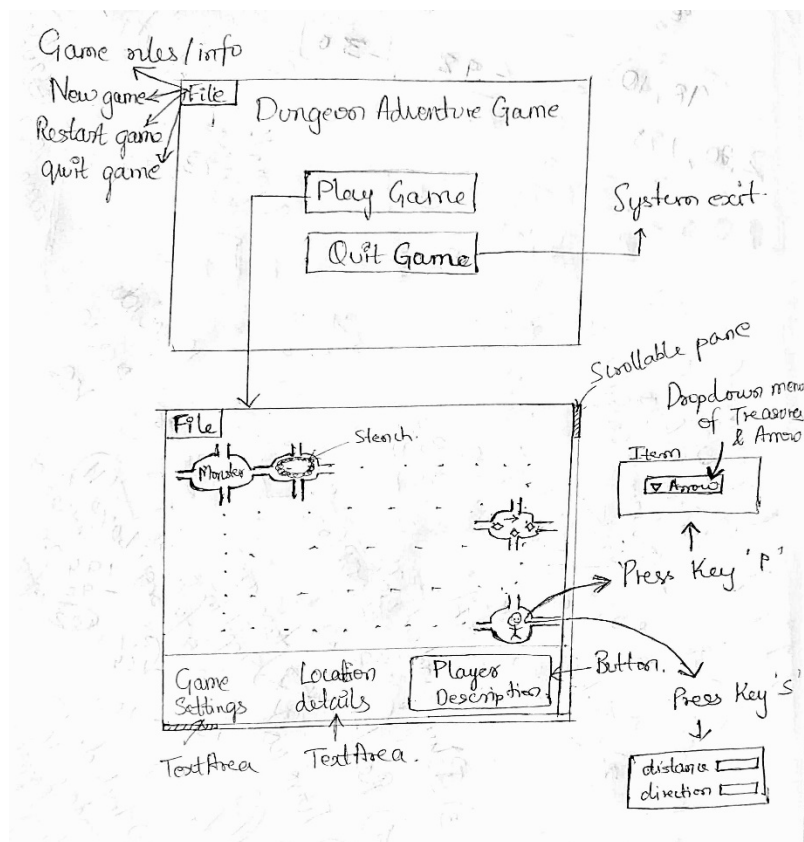 Game rules/info
New game
Restart game
quit game
File
Dungeon Adventure Game
Play Game
Quit Game
System exit.
Scrollable pane
Dropdown menu
of Treasure
& Arrow
Item
Arrow
Press Key 'P'
File
Monster
Stench.
Game
Settings
Location
details
Player
Description.
Button.
Press Key 'S'
TextArea
TextArea.
distance
direction